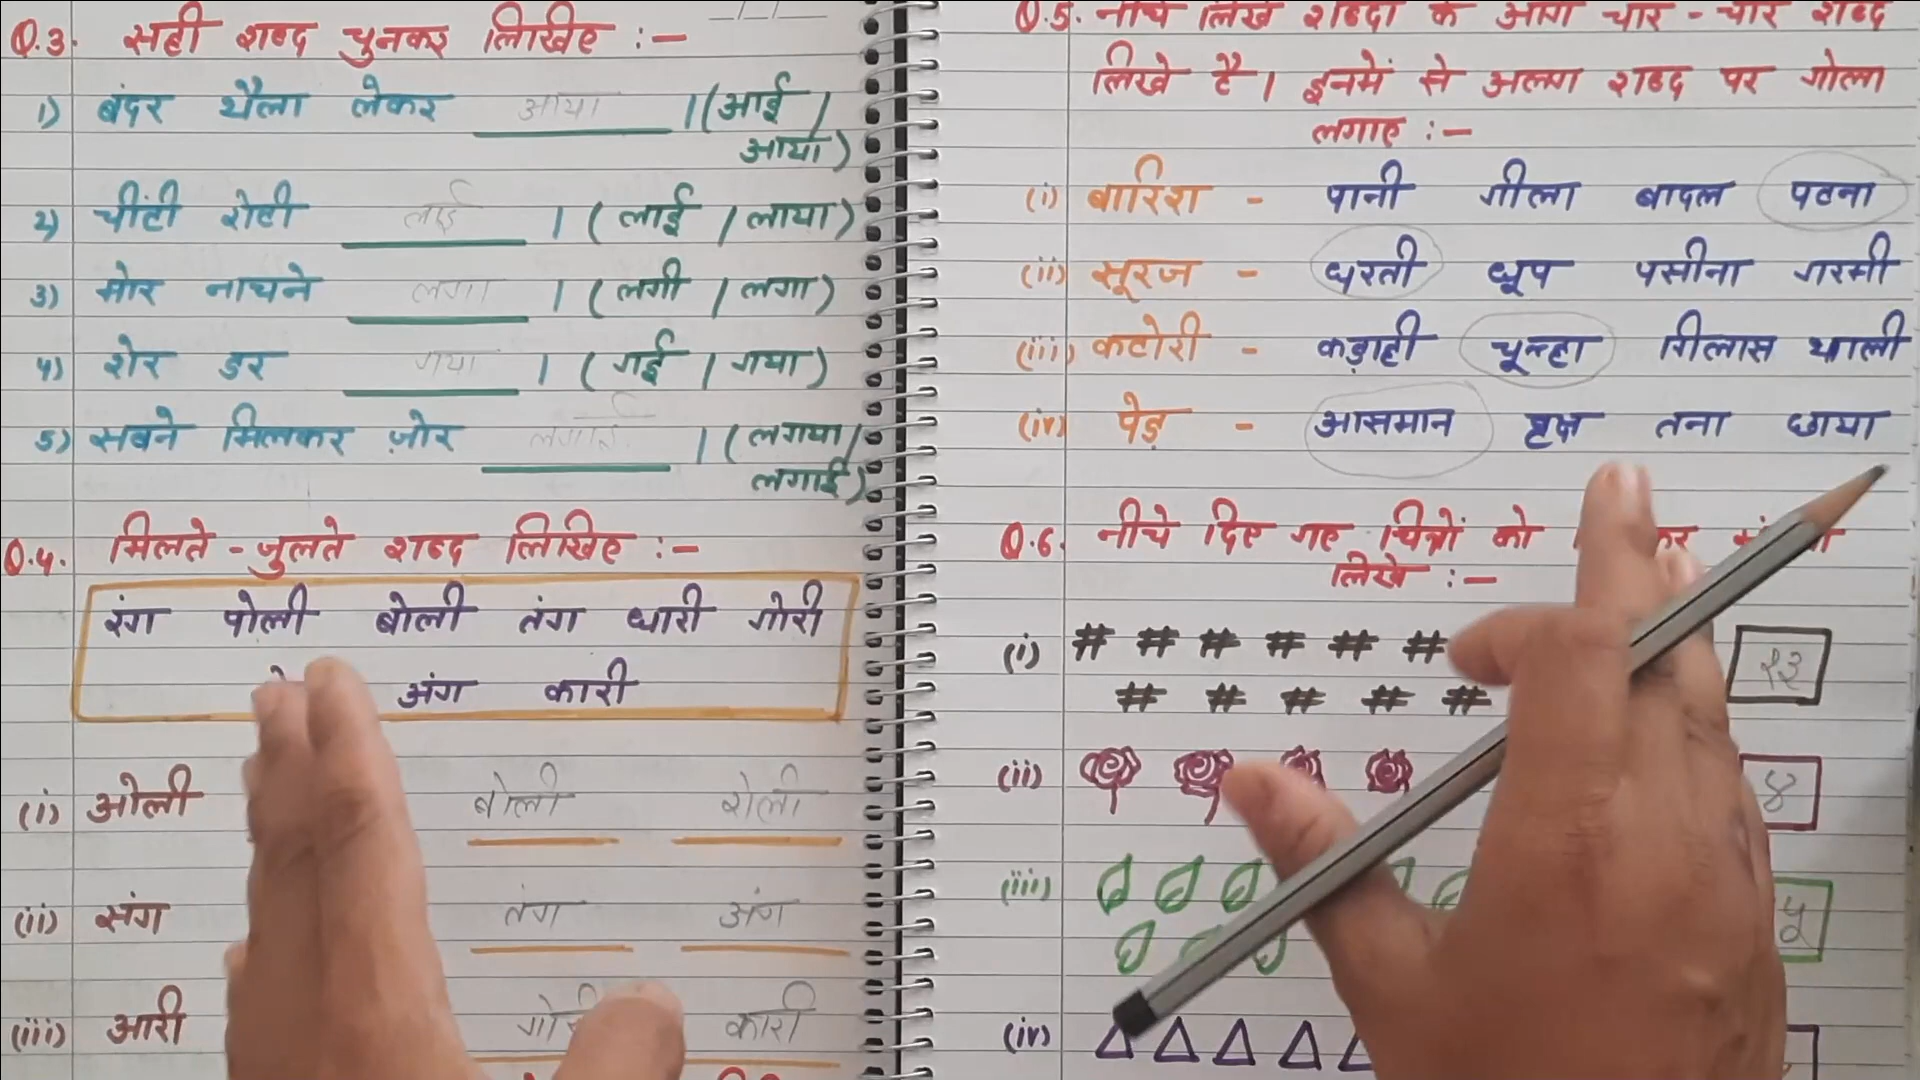 Q.3. सही शब्द चुनकर लिखिए :-
1) बंदर थैला लेकर आया । (आई / आया)
2) चींटी रोटी लाई । ( लाई / लाया)
3) मोर नाचने लगा । ( लगी / लगा)
4) शेर डर गया । ( गई / गया)
5) सबने मिलकर ज़ोर लगाई । ( लगाया/ लगाई)
Q.4. मिलते - जुलते शब्द लिखिए :-
रंग पोली बोली तंग धारी गोरी
अंग कारी
(i) ओली बोली रोली
(ii) संग तंग अंग
(iii) आरी गोरी कारी
Q.5. नीचे लिखे शब्दों के आगे चार - चार शब्द
लिखे है । इनमें से अलग शब्द पर गोला
लगाए :-
(i) बारिश - पानी गीला बादल पटना
(ii) सूरज - धरती धूप पसीना गरमी
(iii) कटोरी - कड़ाही चूल्हा गिलास थाली
(iv) पेड़ - आसमान वृक्ष तना छाया
Q.6. नीचे दिए गए चित्रों को
लिखे :-
(i) १३
(ii) ४
(iii)
(iv)